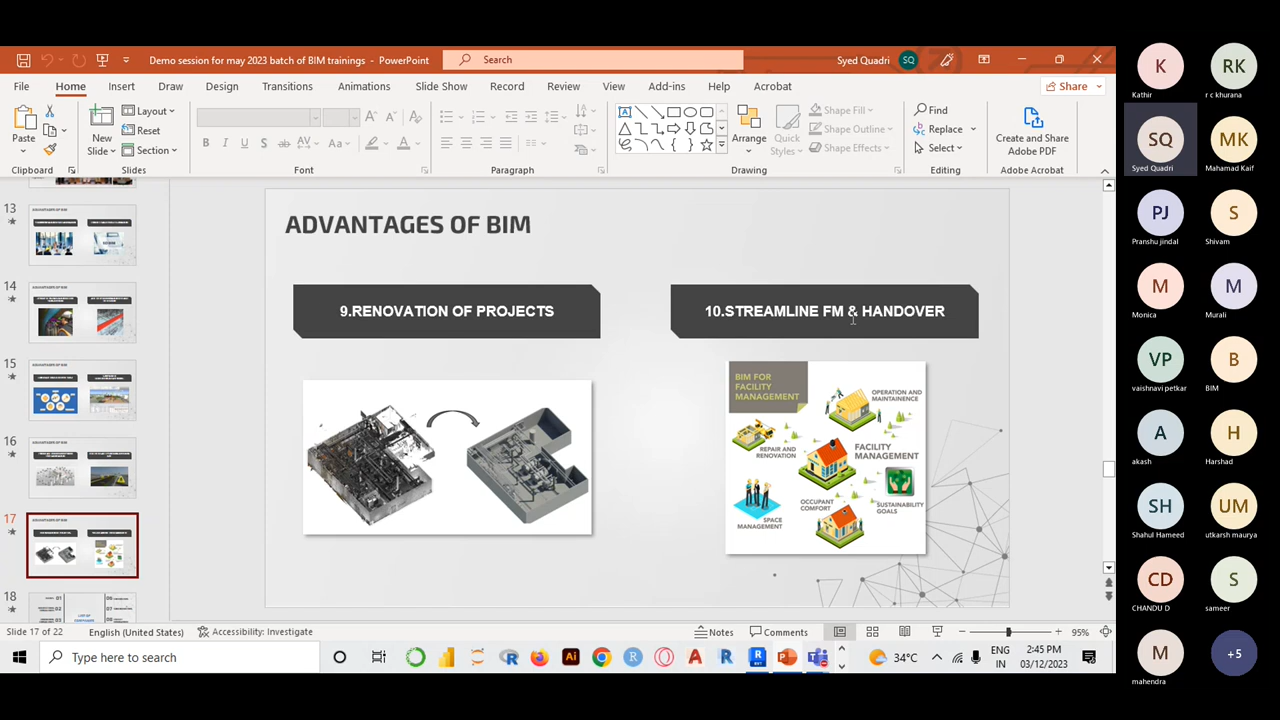 Demo session for may 2023 batch of BIM trainings - PowerPoint
Search
Syed Quadri
SQ
File
Home
Insert
Draw
Design
Transitions
Animations
Slide Show
Record
Review
View
Add-ins
Help
Acrobat
Share
Paste
New
Slide
Layout
Reset
Section
Shape Fill
Shape Outline
Shape Effects
Arrange
Quick
Styles
Find
Replace
Select
Create and Share
Adobe PDF
Clipboard
Slides
Font
Paragraph
Drawing
Editing
Adobe Acrobat
13
14
15
16
17
18
ADVANTAGES OF BIM
9.RENOVATION OF PROJECTS
10.STREAMLINE FM & HANDOVER
BIM FOR
FACILITY
MANAGEMENT
OPERATION AND
MAINTAINENCE
REPAIR AND
RENOVATION
FACILITY
MANAGEMENT
SPACE
MANAGEMENT
OCCUPANT
COMFORT
SUSTAINABILITY
GOALS
Slide 17 of 22
English (United States)
Accessibility: Investigate
Notes
Comments
95%
Type here to search
34°C
ENG
IN
2:45 PM
03/12/2023
K
Kathir
RK
r c khurana
SQ
Syed Quadri
MK
Mahamad Kaif
PJ
Pranshu jindal
S
Shivam
M
Monica
M
Murali
VP
vaishnavi petkar
B
BIM
A
akash
H
Harshad
SH
Shahul Hameed
UM
utkarsh maurya
CD
CHANDU D
S
sameer
M
mahendra
+5